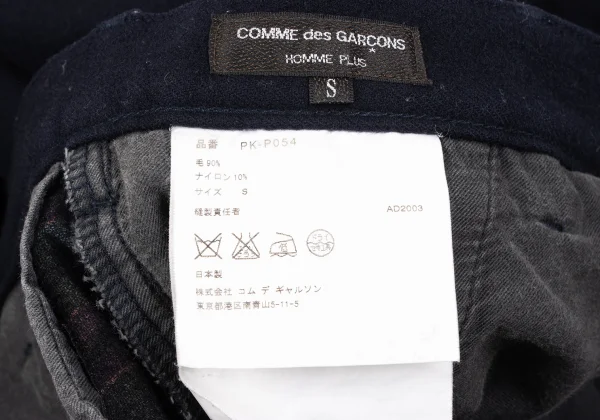 COMME des GARÇONS
HOMME PLUS
S
品番 PK-P054
毛 90%
ナイロン 10%
サイズ S
縫製責任者 AD2003
日本製
株式会社 コム デ ギャルソン
東京都港区南青山5-11-5